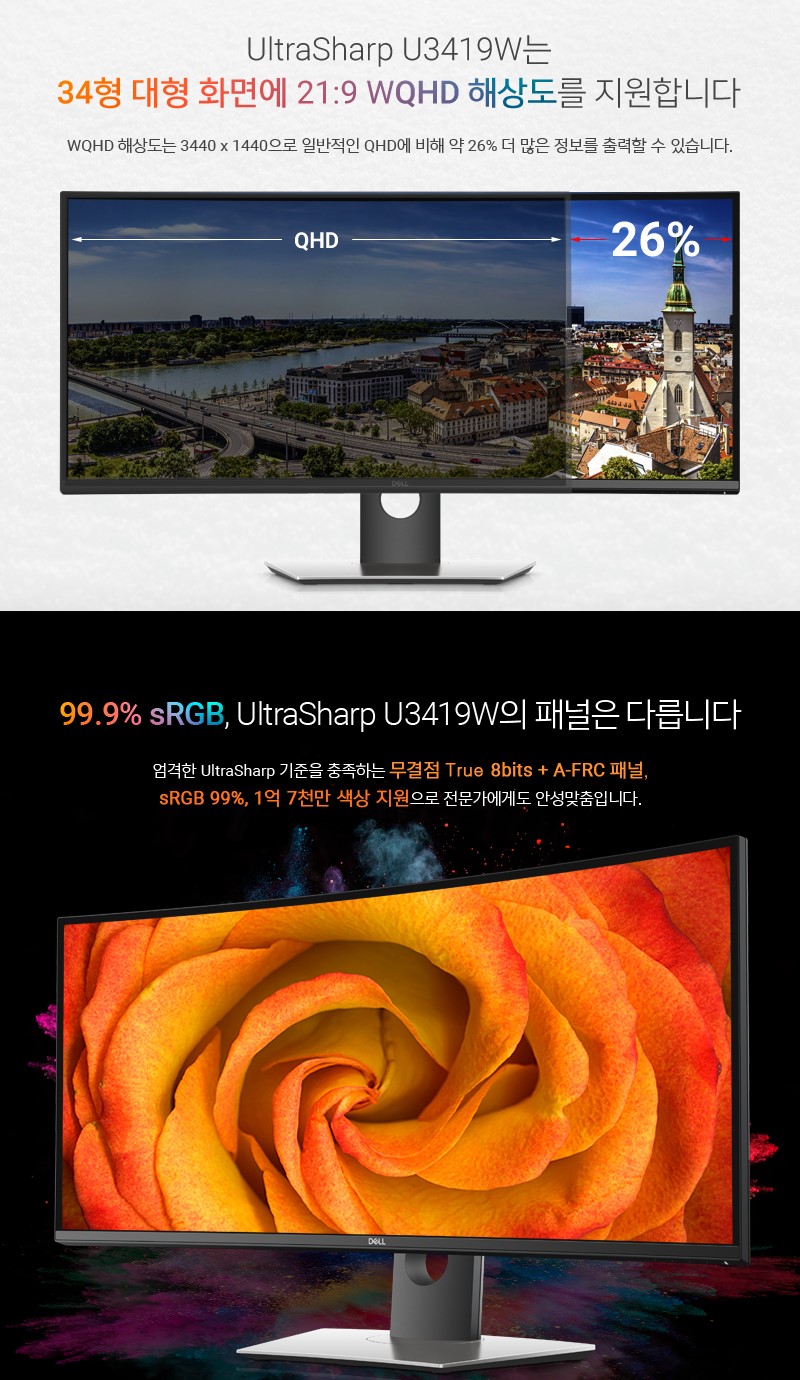 UltraSharp U3419W는
34형 대형 화면에 21:9 WQHD 해상도를 지원합니다
WQHD 해상도는 3440 x 1440으로 일반적인 QHD에 비해 약 26% 더 많은 정보를 출력할 수 있습니다.
QHD
26%
DELL
99.9% sRGB, UltraSharp U3419W의 패널은 다릅니다
엄격한 UltraSharp 기준을 충족하는 무결점 True 8bits + A-FRC 패널,
sRGB 99%, 1억 7천만 색상 지원으로 전문가에게도 안성맞춤입니다.
DELL